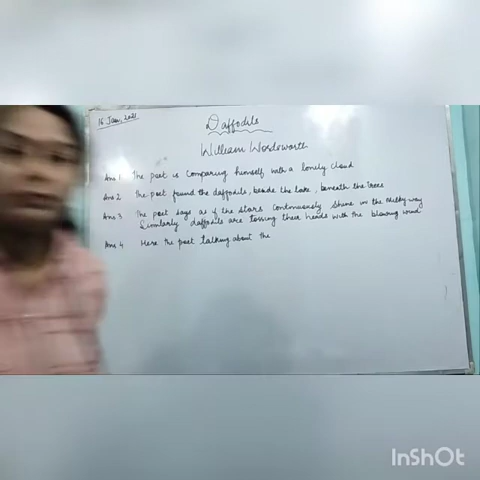 16 Jan, 2021
Daffodils
William Wordsworth
Ans 1 The poet is comparing himself with a lonely cloud
Ans 2 The poet found the daffodils, beside the lake, beneath the trees
Ans 3 The poet says as if the stars continuously shine in the milky way
Similarly daffodils are tossing their heads with the blowing wind
Ans 4 Here the poet talking about the
InShOt